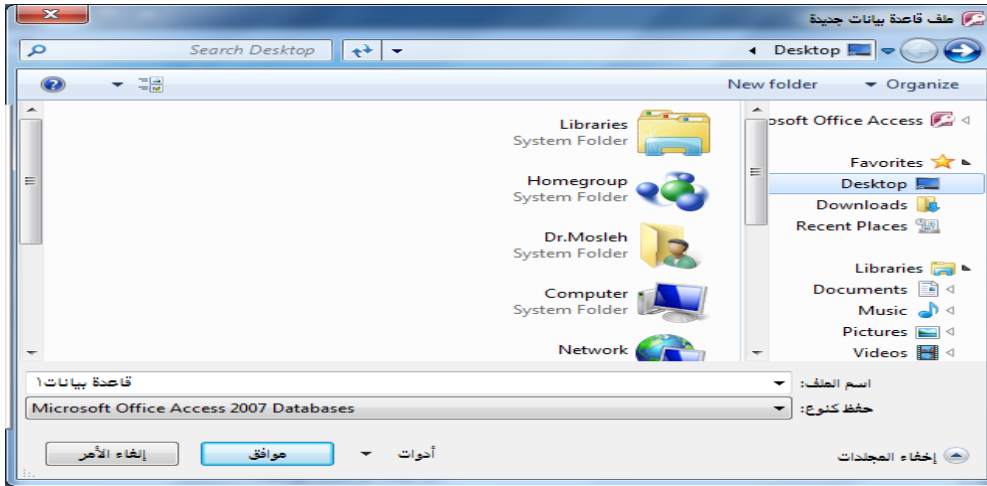 ملف قاعدة بيانات جديدة
Desktop
Search Desktop
Organize
New folder
osoft Office Access
Favorites
Desktop
Downloads
Recent Places
Libraries
Documents
Music
Pictures
Videos
Libraries
System Folder
Homegroup
System Folder
Dr.Mosleh
System Folder
Computer
System Folder
Network
اسم الملف:
قاعدة بيانات١
حفظ كنوع:
Microsoft Office Access 2007 Databases
إخفاء المجلدات
أدوات
موافق
إلغاء الأمر